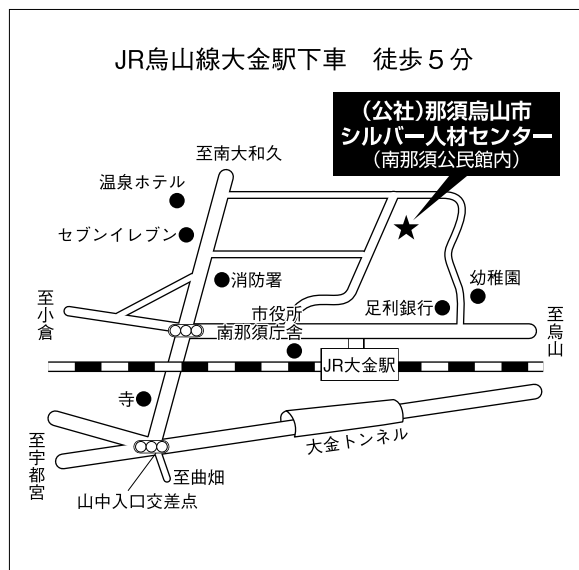 JR烏山線大金駅下車　徒歩５分
（公社）那須烏山市
シルバー人材センター
（南那須公民館内）
至南大和久
温泉ホテル
セブンイレブン
消防署
幼稚園
至小倉
市役所
南那須庁舎
足利銀行
至烏山
JR大金駅
寺
大金トンネル
至宇都宮
至曲畑
山中入口交差点